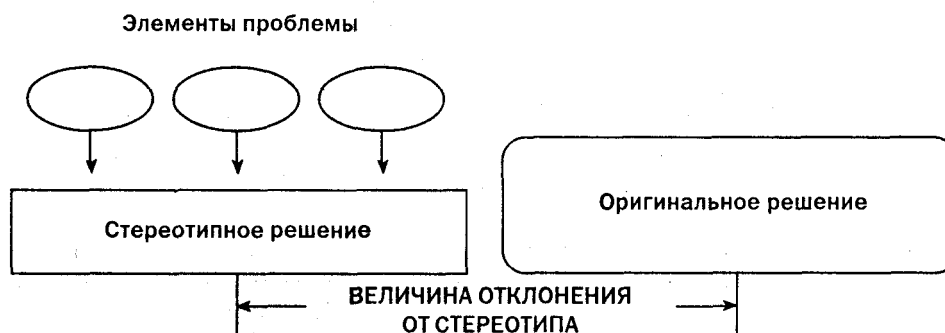 Элементы проблемы
Стереотипное решение
Оригинальное решение
ВЕЛИЧИНА ОТКЛОНЕНИЯ
ОТ СТЕРЕОТИПА